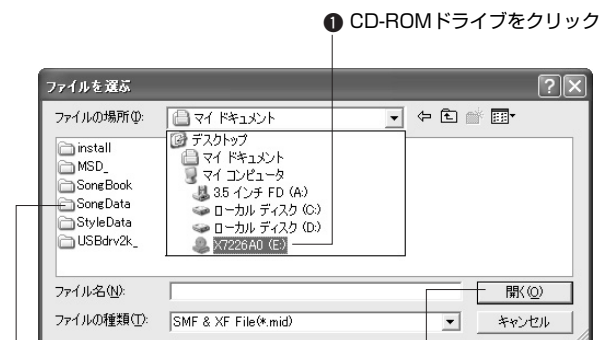 ❶ CD-ROMドライブをクリック
ファイルを選ぶ
ファイルの場所(I):
マイ ドキュメント
install
MSD_
SongBook
SongData
StyleData
USBdrv2k_
デスクトップ
マイ ドキュメント
マイ コンピュータ
3.5 インチ FD (A:)
ローカル ディスク (C:)
ローカル ディスク (D:)
X7226A0 (E:)
ファイル名(N):
開く(O)
ファイルの種類(T):
SMF & XF File(*.mid)
キャンセル